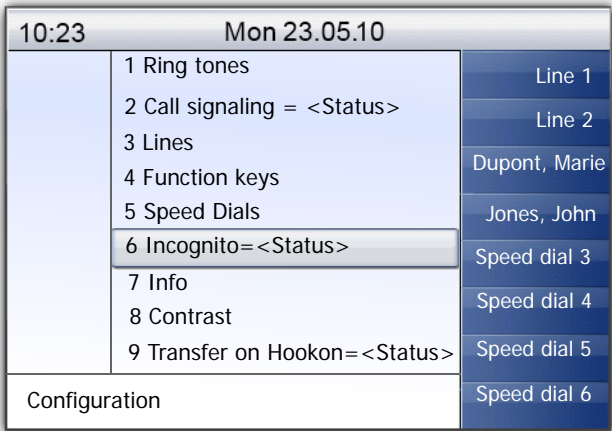 10:23 Mon 23.05.10
1 Ring tones
2 Call signaling = <Status>
3 Lines
4 Function keys
5 Speed Dials
6 Incognito=<Status>
7 Info
8 Contrast
9 Transfer on Hookon=<Status>
Line 1
Line 2
Dupont, Marie
Jones, John
Speed dial 3
Speed dial 4
Speed dial 5
Speed dial 6
Configuration